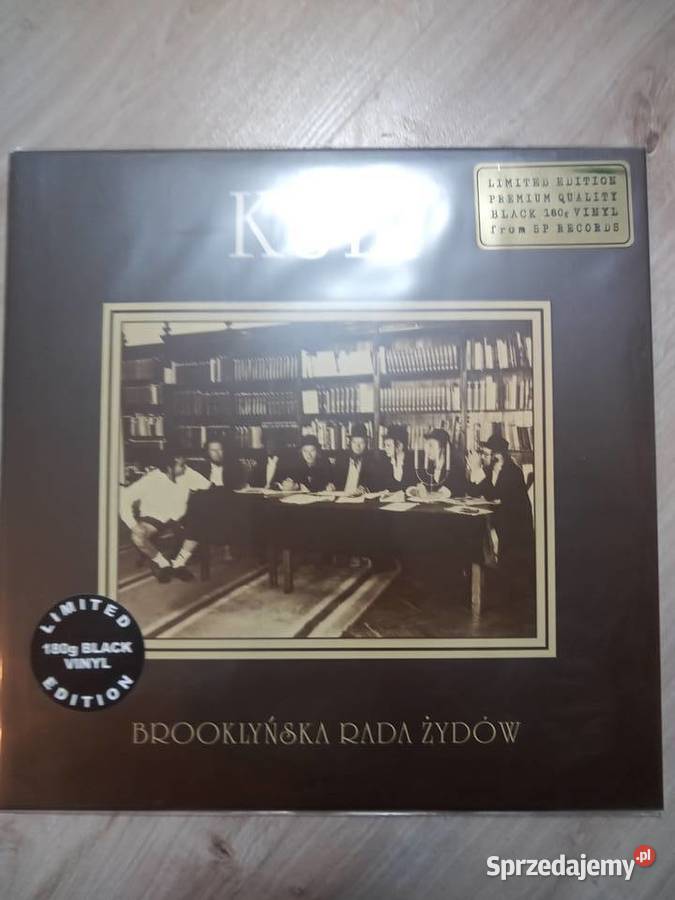 LIMITED EDITION
PREMIUM QUALITY
BLACK 180g VINYL
from SP RECORDS
LIMITED
180g BLACK
VINYL
EDITION
BROOKLYŃSKA RADA ŻYDÓW
Sprzedajemy.pl